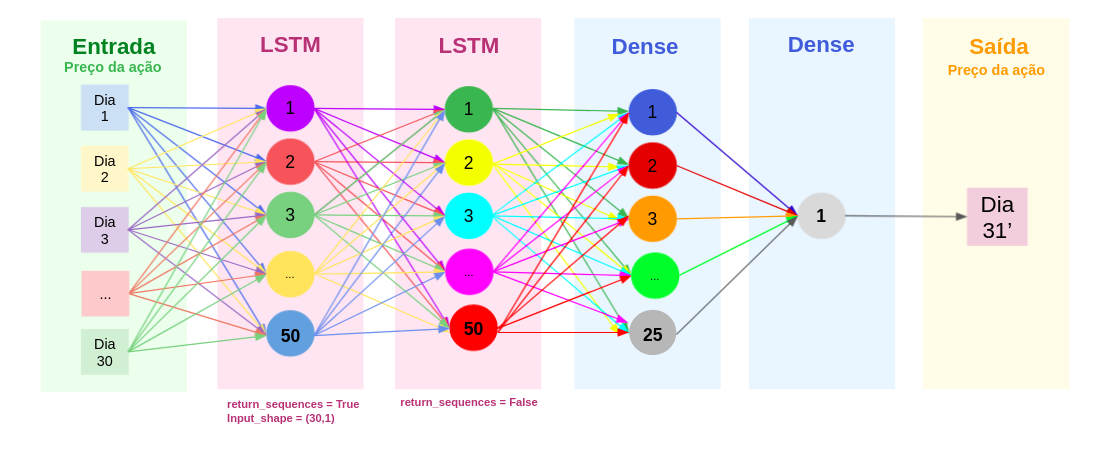 Entrada
Preço da ação
Dia
1
Dia
2
Dia
3
...
Dia
30
LSTM
1
2
3
...
50
return_sequences = True
Input_shape = (30,1)
LSTM
1
2
3
...
50
return_sequences = False
Dense
1
2
3
...
25
Dense
1
Saída
Preço da ação
Dia
31’